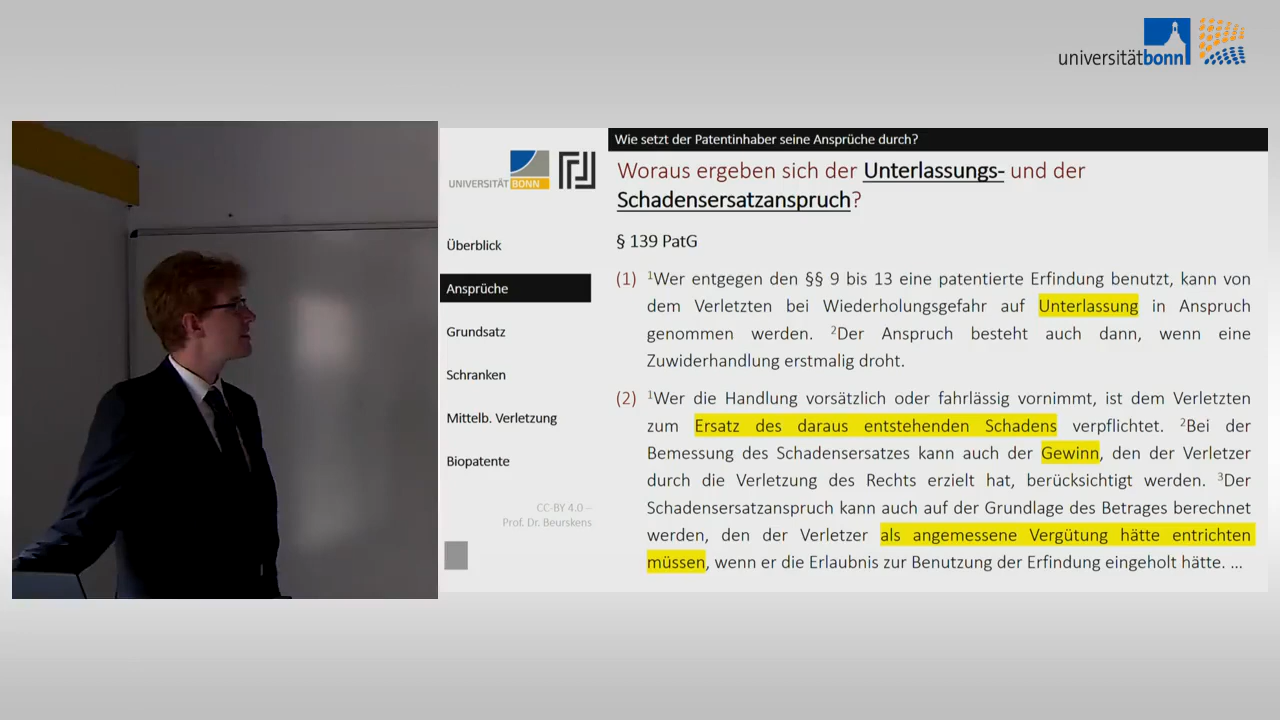 universitätbonn
Wie setzt der Patentinhaber seine Ansprüche durch?
UNIVERSITÄT BONN
Woraus ergeben sich der Unterlassungs- und der
Schadensersatzanspruch?
Überblick
Ansprüche
Grundsatz
Schranken
Mittelb. Verletzung
Biopatente
CC-BY 4.0 –
Prof. Dr. Beurskens
§ 139 PatG
(1) ¹Wer entgegen den §§ 9 bis 13 eine patentierte Erfindung benutzt, kann von
dem Verletzten bei Wiederholungsgefahr auf Unterlassung in Anspruch
genommen werden. ²Der Anspruch besteht auch dann, wenn eine
Zuwiderhandlung erstmalig droht.
(2) ¹Wer die Handlung vorsätzlich oder fahrlässig vornimmt, ist dem Verletzten
zum Ersatz des daraus entstehenden Schadens verpflichtet. ²Bei der
Bemessung des Schadensersatzes kann auch der Gewinn, den der Verletzer
durch die Verletzung des Rechts erzielt hat, berücksichtigt werden. ³Der
Schadensersatzanspruch kann auch auf der Grundlage des Betrages berechnet
werden, den der Verletzer als angemessene Vergütung hätte entrichten
müssen, wenn er die Erlaubnis zur Benutzung der Erfindung eingeholt hätte. ...